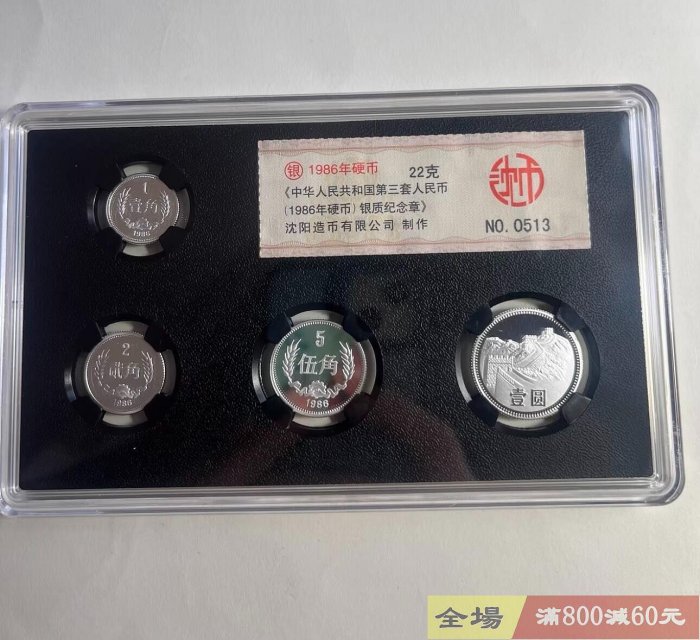 银 1986年硬币 22克
《中华人民共和国第三套人民币
(1986年硬币)银质纪念章》
沈阳造币有限公司 制作
NO. 0513
1
壹角
1986
2
贰角
1986
5
伍角
1986
壹圆
全場 滿800減60元